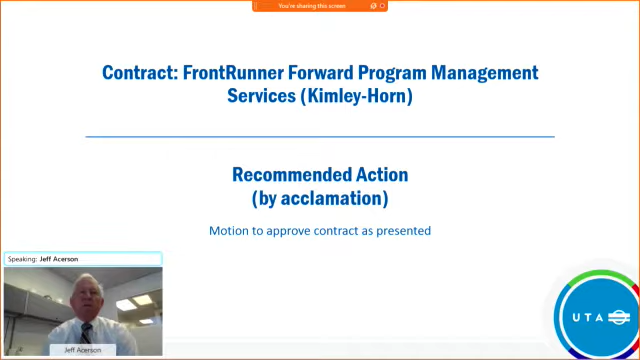 You're sharing this screen
Contract: FrontRunner Forward Program Management
Services (Kimley-Horn)
Recommended Action
(by acclamation)
Motion to approve contract as presented
Speaking: Jeff Acerson
Jeff Acerson
UTA